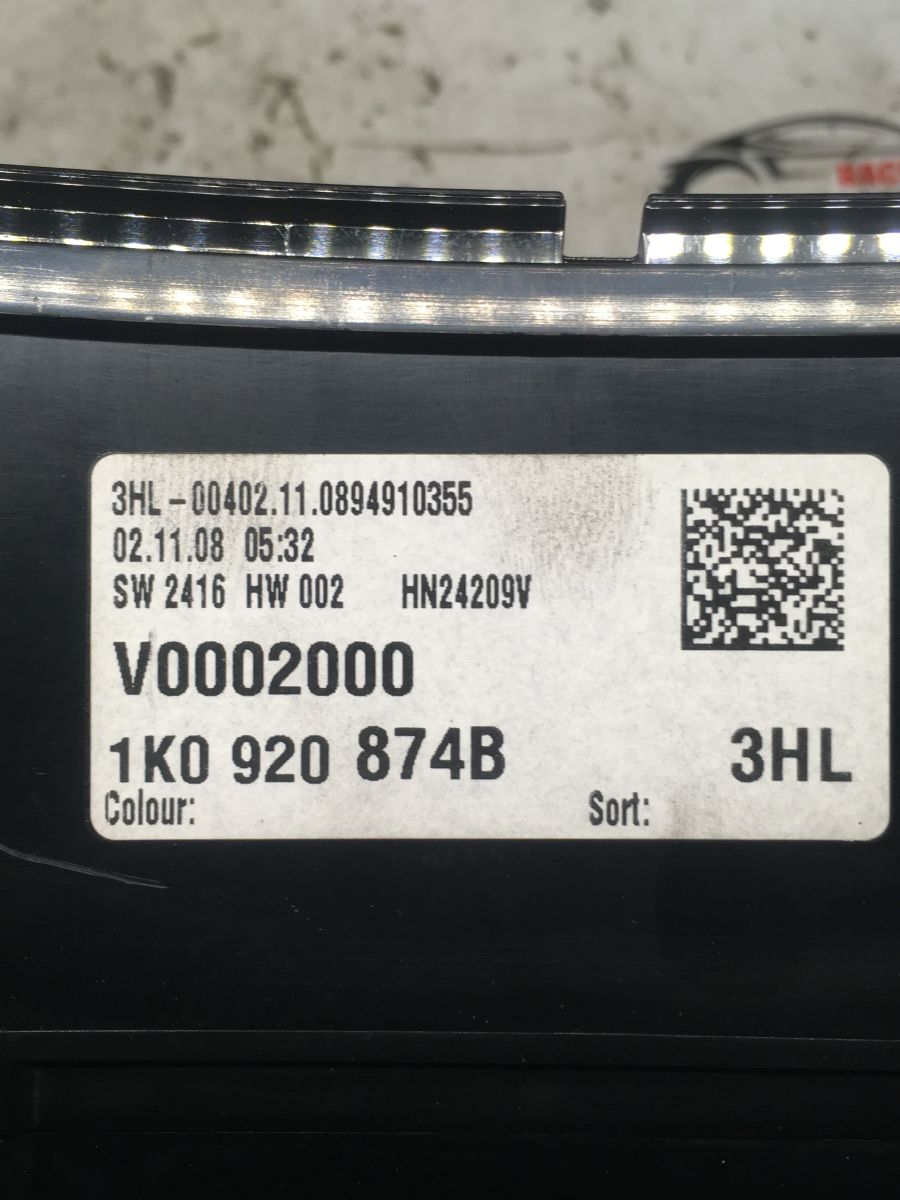 3HL-00402.11.0894910355
02.11.08 05:32
SW 2416 HW 002 HN24209V
V0002000
1K0 920 874B 3HL
Colour: Sort: